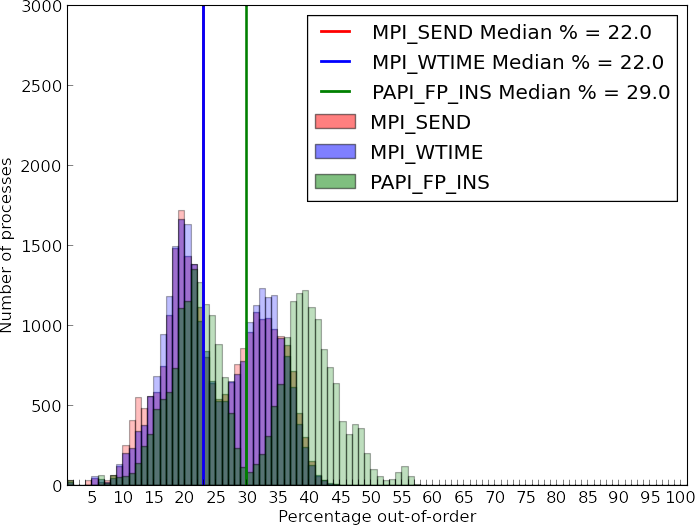 3000
2500
2000
1500
1000
500
0
Number of processes
MPI_SEND Median % = 22.0
MPI_WTIME Median % = 22.0
PAPI_FP_INS Median % = 29.0
MPI_SEND
MPI_WTIME
PAPI_FP_INS
5 10 15 20 25 30 35 40 45 50 55 60 65 70 75 80 85 90 95 100
Percentage out-of-order